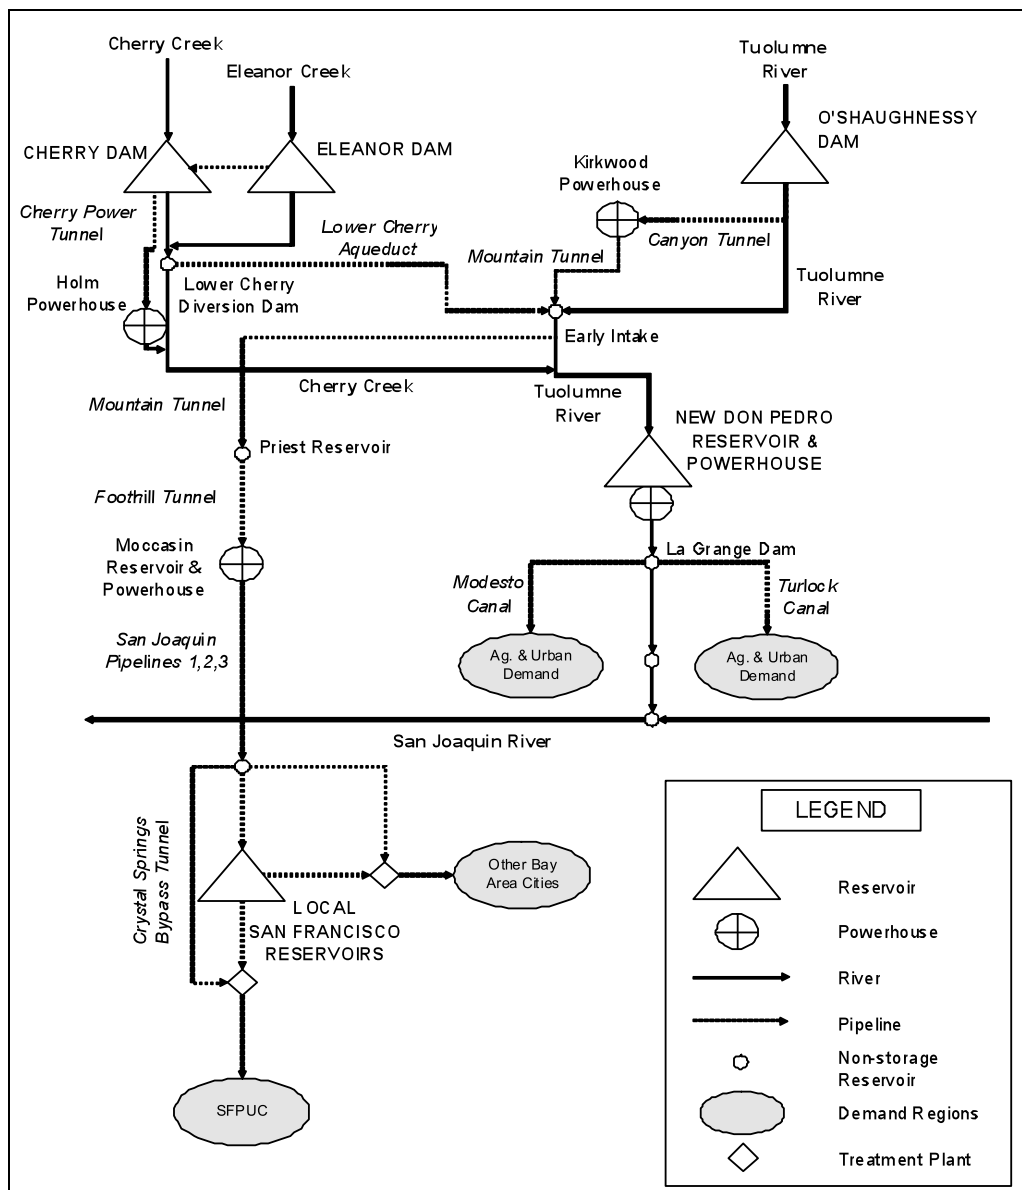 Cherry Creek
Eleanor Creek
Tuolumne
River
CHERRY DAM
ELEANOR DAM
O'SHAUGHNESSY
DAM
Kirkwood
Powerhouse
Cherry Power
Tunnel
Lower Cherry
Aqueduct
Mountain Tunnel
Canyon Tunnel
Holm
Powerhouse
Lower Cherry
Diversion Dam
Tuolumne
River
Early Intake
Cherry Creek
Tuolumne
River
Mountain Tunnel
Priest Reservoir
NEW DON PEDRO
RESERVOIR &
POWERHOUSE
Foothill Tunnel
Moccasin
Reservoir &
Powerhouse
La Grange Dam
Modesto
Canal
Turlock
Canal
San Joaquin
Pipelines 1,2,3
Ag. & Urban
Demand
Ag. & Urban
Demand
San Joaquin River
Crystal Springs
Bypass Tunnel
Other Bay
Area Cities
LOCAL
SAN FRANCISCO
RESERVOIRS
SFPUC
LEGEND
Reservoir
Powerhouse
River
Pipeline
Non-storage
Reservoir
Demand Regions
Treatment Plant